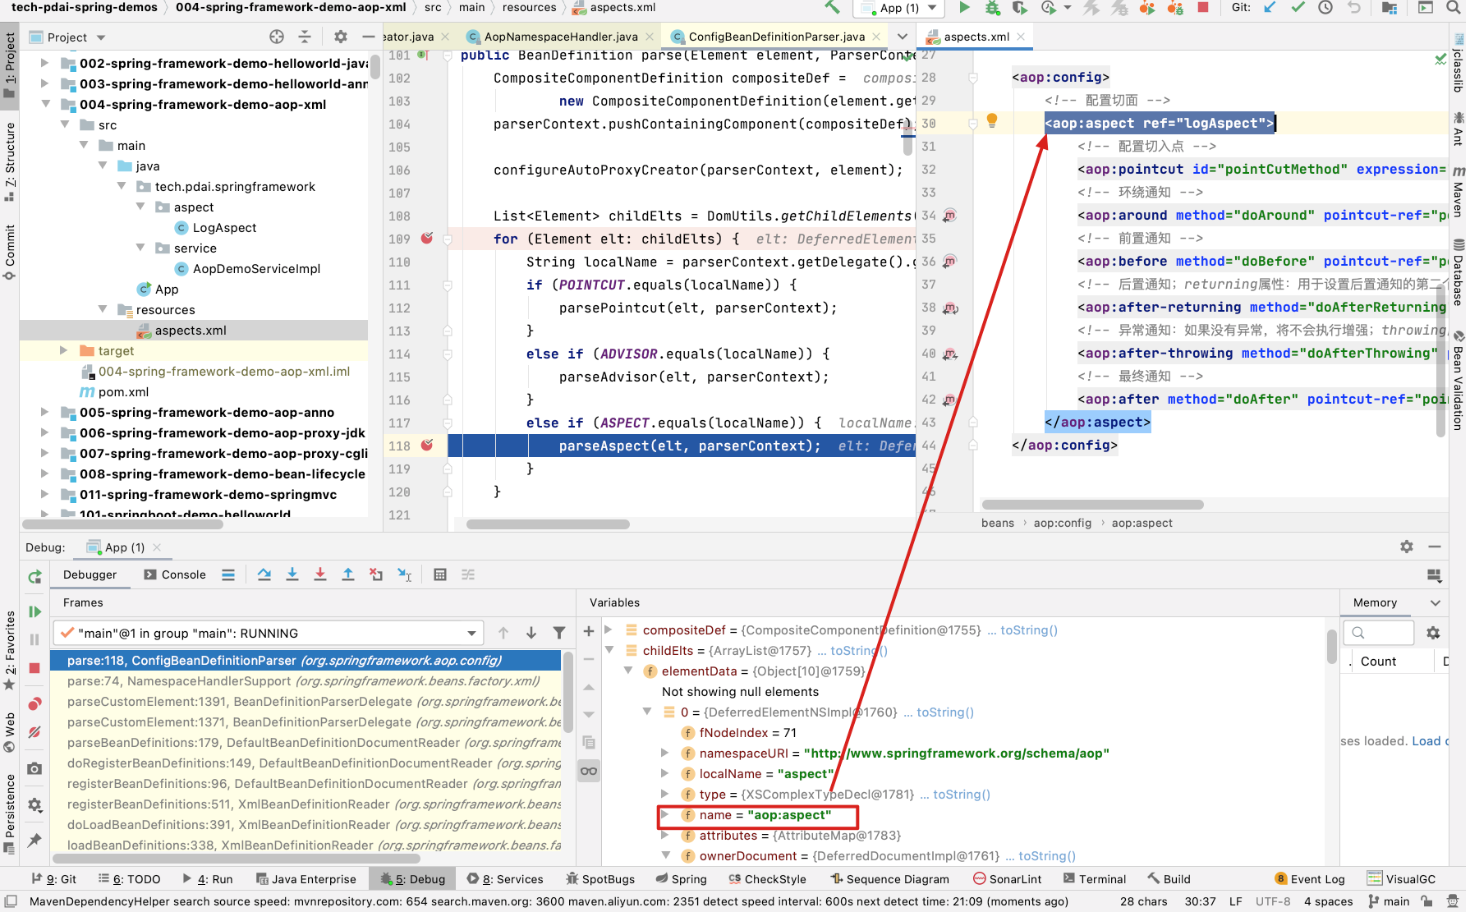 tech-pdai-spring-demos › 004-spring-framework-demo-aop-xml › src › main › resources › aspects.xml
App (1)
Git:
1: Project
Z: Structure
Commit
2: Favorites
Web
Persistence
Project
002-spring-framework-demo-helloworld-java
003-spring-framework-demo-helloworld-ann
004-spring-framework-demo-aop-xml
src
main
java
tech.pdai.springframework
aspect
LogAspect
service
AopDemoServiceImpl
App
resources
aspects.xml
target
004-spring-framework-demo-aop-xml.iml
pom.xml
005-spring-framework-demo-aop-anno
006-spring-framework-demo-aop-proxy-jdk
007-spring-framework-demo-aop-proxy-cgli
008-spring-framework-demo-bean-lifecycle
011-spring-framework-demo-springmvc
101-springboot-demo-helloworld
eator.java
AopNamespaceHandler.java
ConfigBeanDefinitionParser.java
aspects.xml
101 public BeanDefinition parse(Element element, ParserConte
102 CompositeComponentDefinition compositeDef = compos
103 new CompositeComponentDefinition(element.get
104 parserContext.pushContainingComponent(compositeDef);
105
106 configureAutoProxyCreator(parserContext, element);
107
108 List<Element> childElts = DomUtils.getChildElements(
109 for (Element elt: childElts) { elt: DeferredElement
110 String localName = parserContext.getDelegate().g
111 if (POINTCUT.equals(localName)) {
112 parsePointcut(elt, parserContext);
113 }
114 else if (ADVISOR.equals(localName)) {
115 parseAdvisor(elt, parserContext);
116 }
117 else if (ASPECT.equals(localName)) { localName
118 parseAspect(elt, parserContext); elt: Defer
119 }
120 }
121
27
28 <aop:config>
29 <!-- 配置切面 -->
30 <aop:aspect ref="logAspect">
31 <!-- 配置切入点 -->
32 <aop:pointcut id="pointCutMethod" expression=
33 <!-- 环绕通知 -->
34 <aop:around method="doAround" pointcut-ref="po
35 <!-- 前置通知 -->
36 <aop:before method="doBefore" pointcut-ref="po
37 <!-- 后置通知；returning属性：用于设置后置通知的第二个
38 <aop:after-returning method="doAfterReturning
39 <!-- 异常通知：如果没有异常，将不会执行增强；throwing
40 <aop:after-throwing method="doAfterThrowing"
41 <!-- 最终通知 -->
42 <aop:after method="doAfter" pointcut-ref="poi
43 </aop:aspect>
44 </aop:config>
45
46
beans › aop:config › aop:aspect
jclasslib
Ant
Maven
Database
Bean Validation
Debug: App (1)
Debugger Console
Frames
"main"@1 in group "main": RUNNING
parse:118, ConfigBeanDefinitionParser (org.springframework.aop.config)
parse:74, NamespaceHandlerSupport (org.springframework.beans.factory.xml)
parseCustomElement:1391, BeanDefinitionParserDelegate (org.springframework.be
parseCustomElement:1371, BeanDefinitionParserDelegate (org.springframework.be
parseBeanDefinitions:179, DefaultBeanDefinitionDocumentReader (org.springfram
doRegisterBeanDefinitions:149, DefaultBeanDefinitionDocumentReader (org.spring
registerBeanDefinitions:96, DefaultBeanDefinitionDocumentReader (org.springfra
registerBeanDefinitions:511, XmlBeanDefinitionReader (org.springframework.beans
doLoadBeanDefinitions:391, XmlBeanDefinitionReader (org.springframework.beans.
loadBeanDefinitions:338, XmlBeanDefinitionReader (org.springframework.beans.fa
Variables
compositeDef = {CompositeComponentDefinition@1755} ... toString()
childElts = {ArrayList@1757} ... toString()
elementData = {Object[10]@1759}
Not showing null elements
0 = {DeferredElementNSImpl@1760} ... toString()
fNodeIndex = 71
namespaceURI = "http://www.springframework.org/schema/aop"
localName = "aspect"
type = {XSComplexTypeDecl@1781} ... toString()
name = "aop:aspect"
attributes = {AttributeMap@1783}
ownerDocument = {DeferredDocumentImpl@1761} ... toString()
Memory
Count
ses loaded. Load c
9: Git 6: TODO 4: Run Java Enterprise 5: Debug 8: Services SpotBugs Spring CheckStyle Sequence Diagram SonarLint Terminal Build 8 Event Log VisualGC
MavenDependencyHelper search source speed: mvnrepository.com: 654 search.maven.org: 3600 maven.aliyun.com: 2351 detect speed interval: 600s next detect time: 21:09 (moments ago) 28 chars 30:37 LF UTF-8 4 spaces main